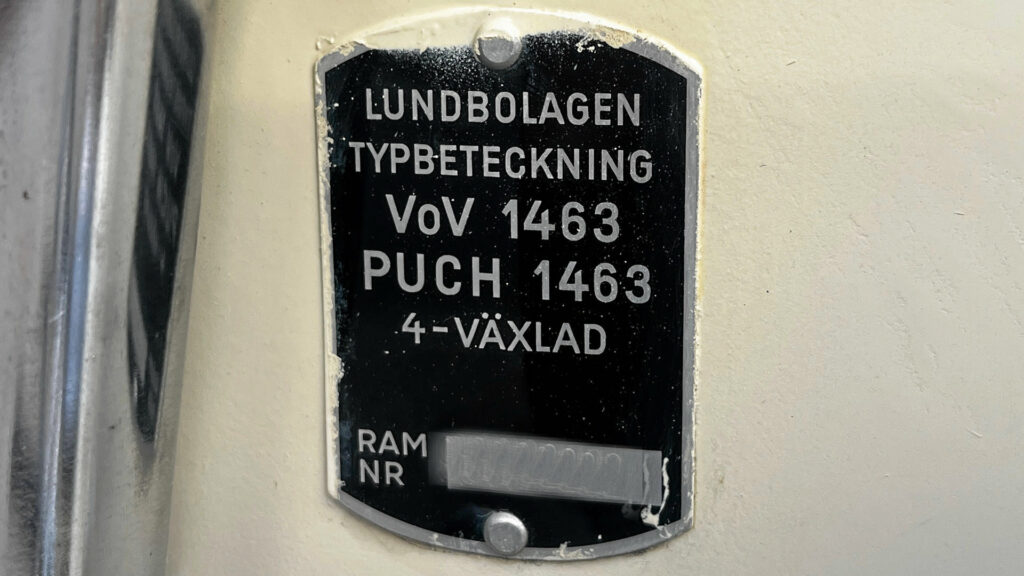 LUNDBOLAGEN
TYPBETECKNING
VoV 1463
PUCH 1463
4-VÄXLAD
RAM
NR